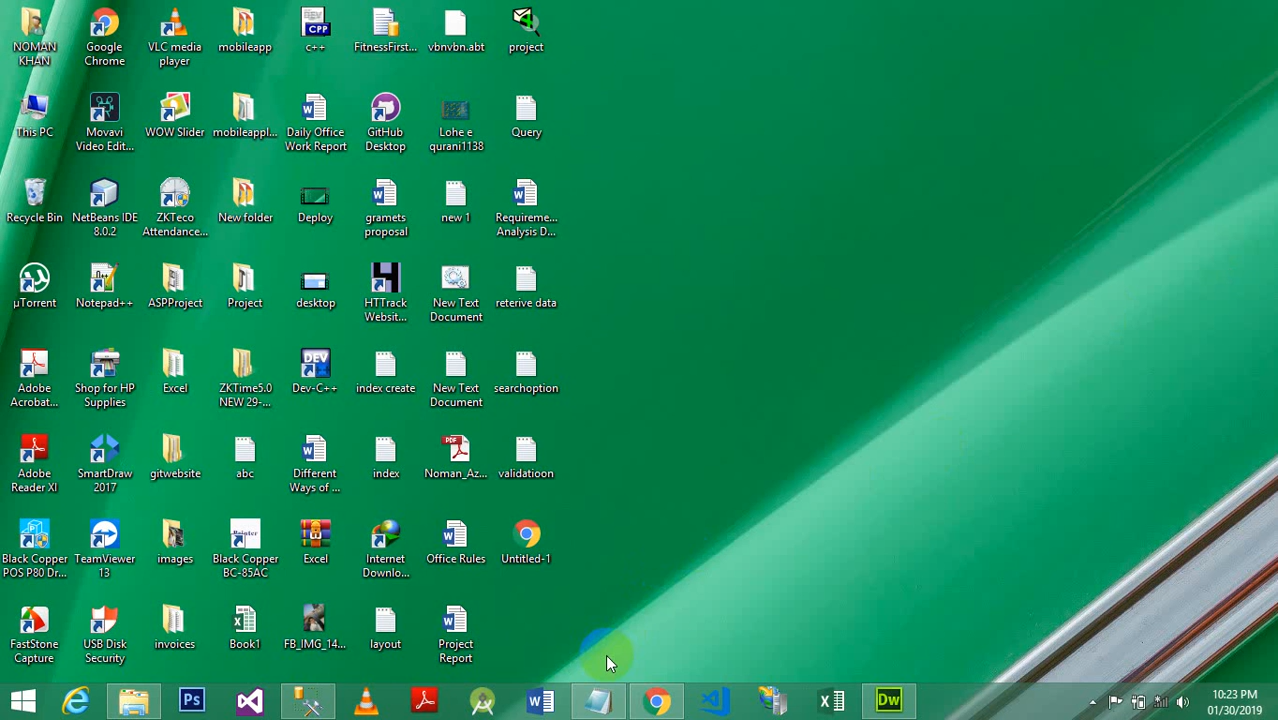 NOMAN
KHAN
Google
Chrome
VLC media
player
mobileapp
CPP
c++
FitnessFirst...
vbnvbn.abt
project
This PC
Movavi
Video Edit...
WOW Slider
mobileappl...
Daily Office
Work Report
GitHub
Desktop
Lohe e
qurani1138
Query
Recycle Bin
NetBeans IDE
8.0.2
ZKTeco
Attendance...
New folder
Deploy
gramets
proposal
new 1
Requireme...
Analysis D...
µTorrent
Notepad++
ASPProject
Project
desktop
HTTrack
Websit...
New Text
Document
reterive data
Adobe
Acrobat...
Shop for HP
Supplies
Excel
ZKTime5.0
NEW 29-...
DEV
Dev-C++
index create
New Text
Document
searchoption
Adobe
Reader XI
SmartDraw
2017
gitwebsite
abc
Different
Ways of ...
index
PDF
Noman_Az...
validatioon
Black Copper
POS P80 Dr...
TeamViewer
13
images
Black Copper
BC-85AC
Excel
Internet
Downlo...
Office Rules
Untitled-1
FastStone
Capture
USB Disk
Security
invoices
Book1
FB_IMG_14...
layout
Project
Report
Ps
Dw
10:23 PM
01/30/2019